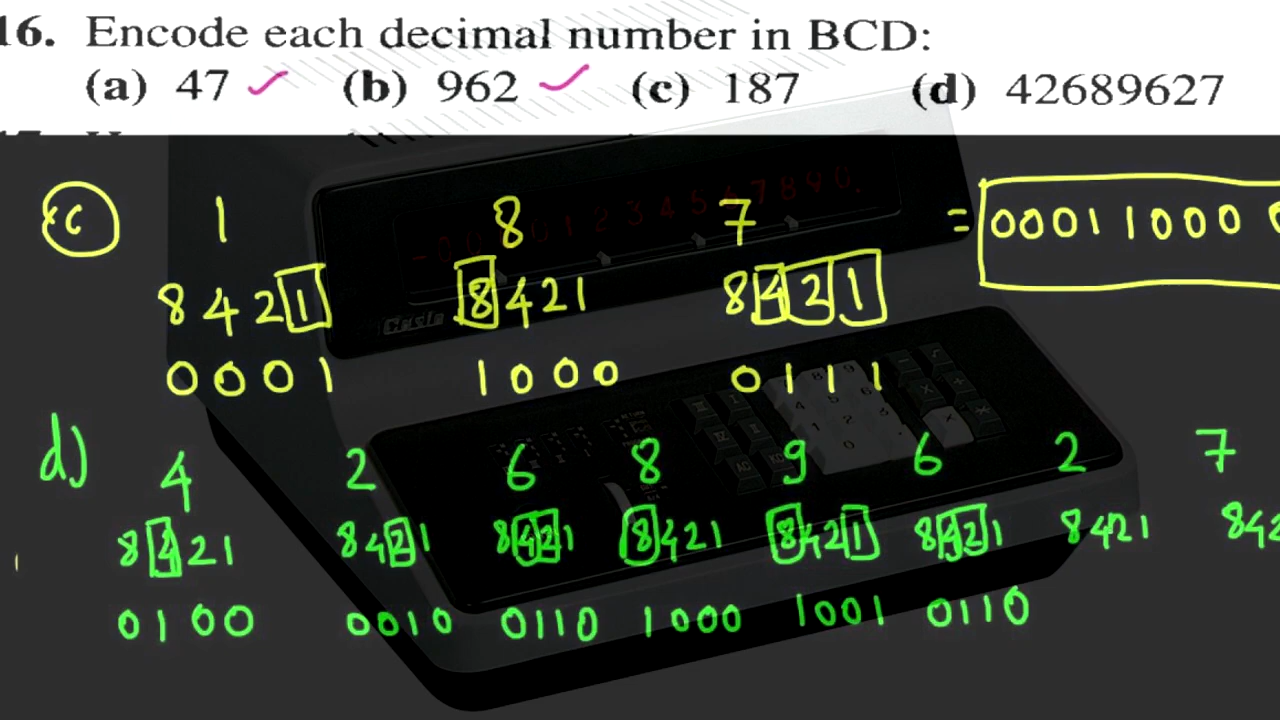 16. Encode each decimal number in BCD:
(a) 47 (b) 962 (c) 187 (d) 42689627
c 1 8 7 = 00011000 0
8421 8421 8421
0001 1000 0111
d) 4 2 6 8 9 6 2 7
8421 8421 8421 8421 8421 8421 8421 842
0100 0010 0110 1000 1001 0110